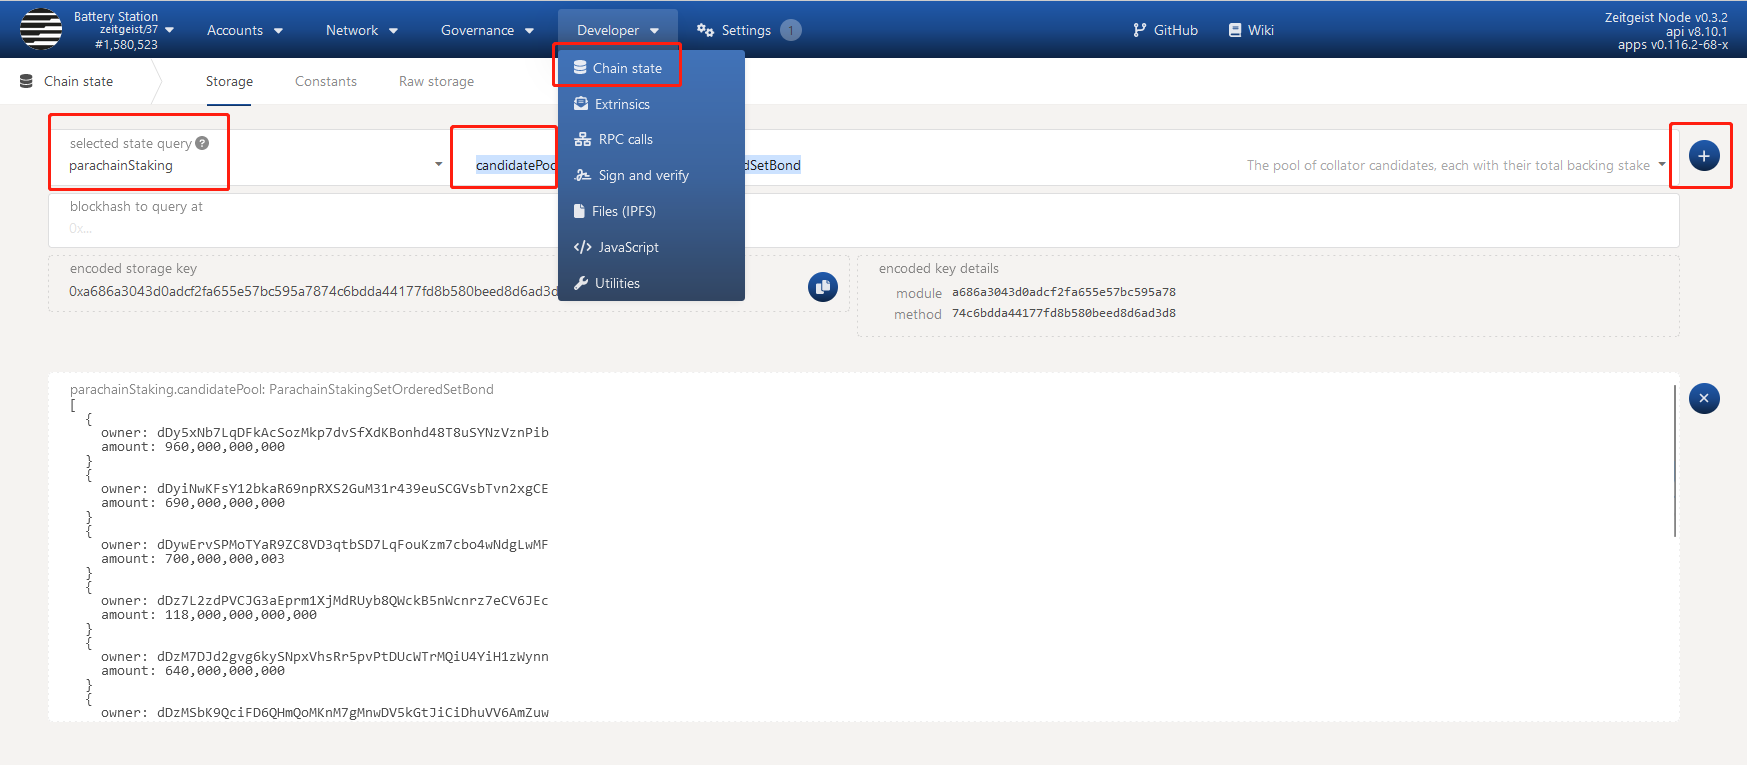 Battery Station
zeitgeist/37
#1,580,523
Accounts
Network
Governance
Developer
Settings
1
GitHub
Wiki
Zeitgeist Node v0.3.2
api v8.10.1
apps v0.116.2-68-x
Chain state
Storage
Constants
Raw storage
Chain state
Extrinsics
RPC calls
Sign and verify
Files (IPFS)
JavaScript
Utilities
selected state query
parachainStaking
candidatePoo
dSetBond
The pool of collator candidates, each with their total backing stake
blockhash to query at
0x...
encoded storage key
0xa686a3043d0adcf2fa655e57bc595a7874c6bdda44177fd8b580beed8d6ad3d
encoded key details
module a686a3043d0adcf2fa655e57bc595a78
method 74c6bdda44177fd8b580beed8d6ad3d8
parachainStaking.candidatePool: ParachainStakingSetOrderedSetBond
[
{
owner: dDy5xNb7LqDFkAcSozMkp7dvSfXdKBonhd48T8uSYNzVznPib
amount: 960,000,000,000
}
{
owner: dDyiNwKFsY12bkaR69npRXS2GuM31r439euSCGVsbTvn2xgCE
amount: 690,000,000,000
}
{
owner: dDywErvSPMoTYaR9ZC8VD3qtbSD7LqFouKzm7cbo4wNdgLwMF
amount: 700,000,000,003
}
{
owner: dDz7L2zdPVCJG3aEprm1XjMdRUyb8QWckB5nWcnrz7eCV6JEc
amount: 118,000,000,000,000
}
{
owner: dDzM7DJd2gvg6kySNpxVhsRr5pvPtDUcWTrMQiU4YiH1zWynn
amount: 640,000,000,000
}
{
owner: dDzMSbK9QciFD6QHmQoMKnM7gMnwDV5kGtJiCiDhuVV6AmZuw